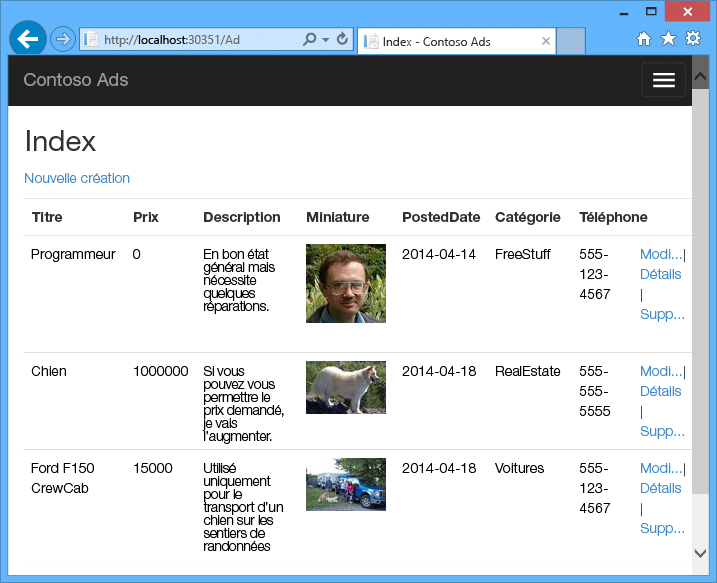 http://localhost:30351/Ad
Index - Contoso Ads
Contoso Ads
Index
Nouvelle création
Titre Prix Description Miniature PostedDate Catégorie Téléphone
Programmeur 0 En bon état 2014-04-14 FreeStuff 555- Modi...|
général mais 123- Détails
nécessite 4567 |
quelques Supp...
réparations.
Chien 1000000 Si vous 2014-04-18 RealEstate 555- Modi...|
pouvez vous 555- Détails
permettre le 5555 |
prix demandé, Supp...
je vais
l'augmenter.
Ford F150 15000 Utilisé 2014-04-18 Voitures 555- Modi...|
CrewCab uniquement 123- Détails
pour le 4567 |
transport d'un Supp...
chien sur les
sentiers de
randonnées